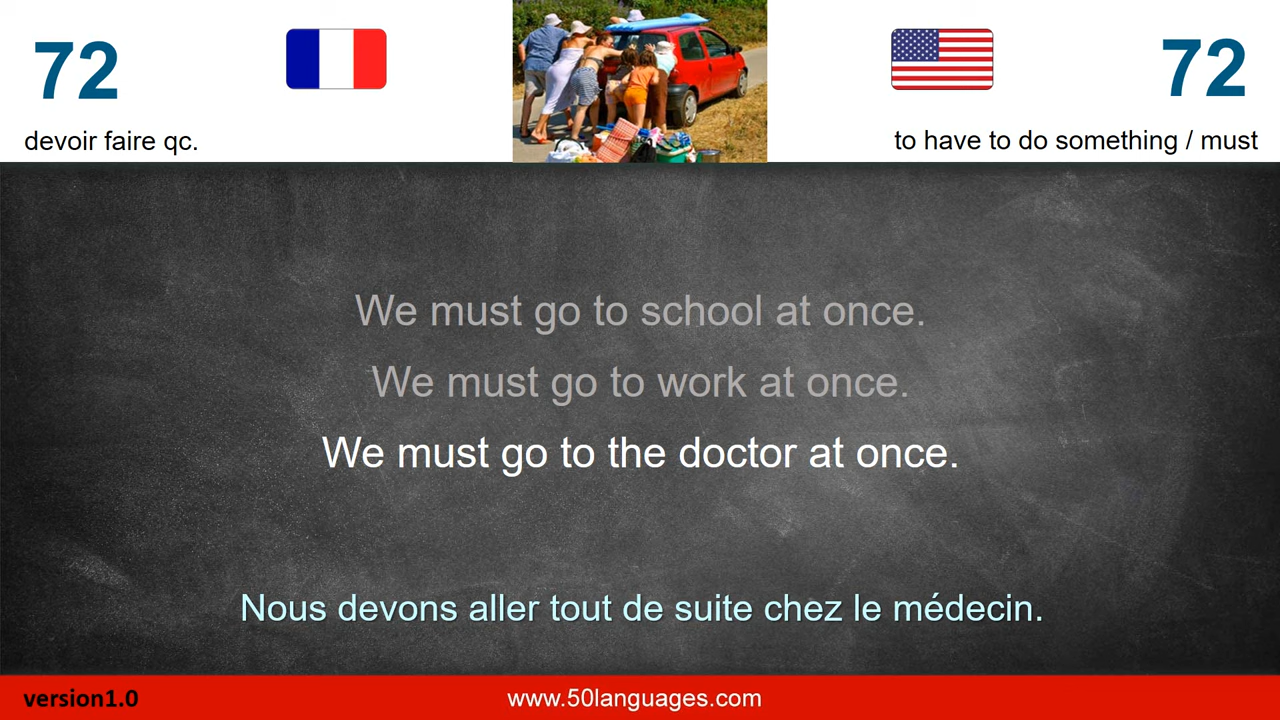 72
72
devoir faire qc.
to have to do something / must
We must go to school at once.
We must go to work at once.
We must go to the doctor at once.
Nous devons aller tout de suite chez le médecin.
version1.0
www.50languages.com